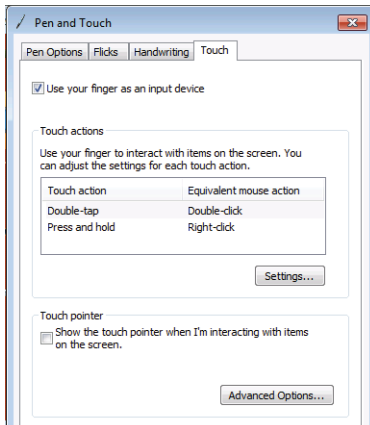 Pen and Touch
Pen Options Flicks Handwriting Touch
Use your finger as an input device
Touch actions
Use your finger to interact with items on the screen. You
can adjust the settings for each touch action.
Touch action Equivalent mouse action
Double-tap Double-click
Press and hold Right-click
Settings...
Touch pointer
Show the touch pointer when I'm interacting with items
on the screen.
Advanced Options...